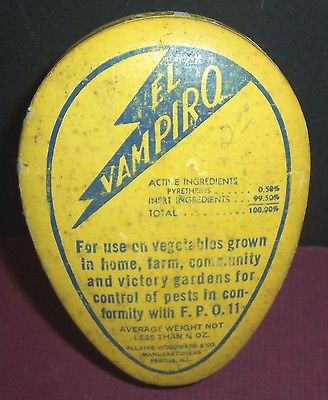 EL
VAMPIRO
ACTIVE INGREDIENTS
PYRETHRINS ........ 0.50%
INERT INGREDIENTS ..... 99.50%
TOTAL .......... 100.00%
For use on vegetables grown
in home, farm, community
and victory gardens for
control of pests in con-
formity with F. P. O. 11
AVERAGE WEIGHT NOT
LESS THAN ¾ OZ.
ALLAIRE WOODWARD & CO.
MANUFACTURERS
PEORIA, ILL.